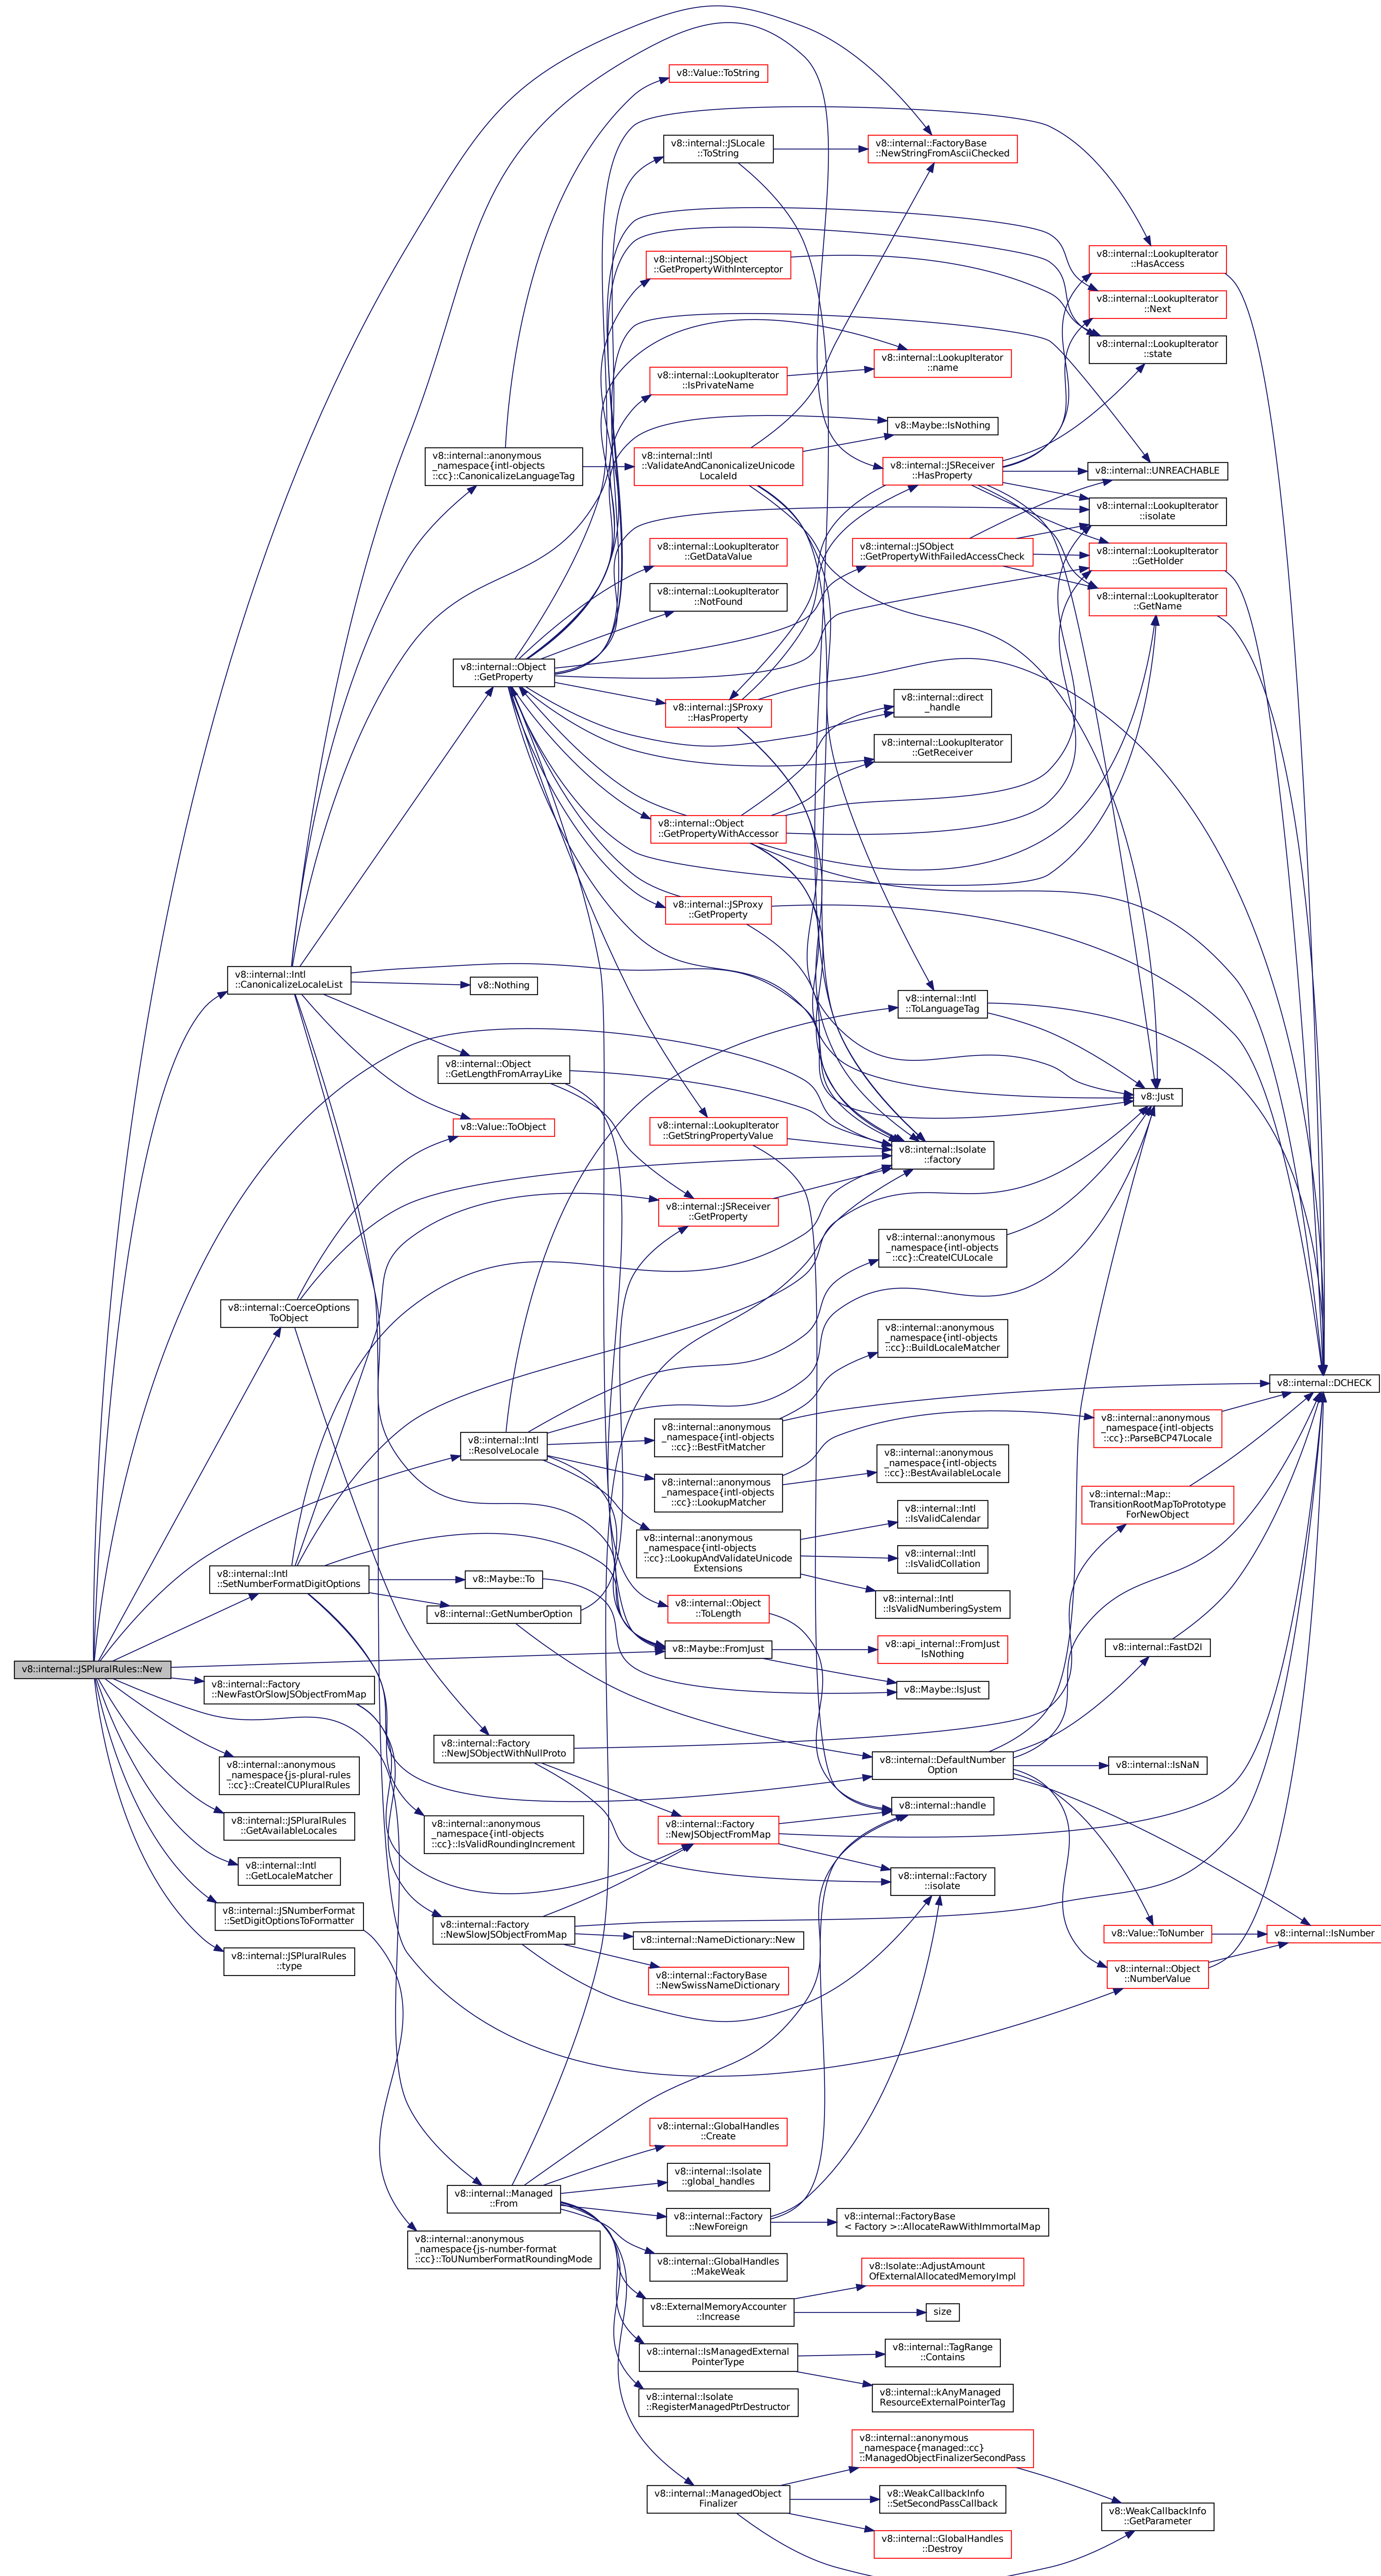 v8::Value::ToString
v8::internal::JSLocale
::ToString
v8::internal::FactoryBase
::NewStringFromAsciiChecked
v8::internal::LookupIterator
::HasAccess
v8::internal::JSObject
::GetPropertyWithInterceptor
v8::internal::LookupIterator
::Next
v8::internal::LookupIterator
::state
v8::internal::LookupIterator
::name
v8::internal::LookupIterator
::IsPrivateName
v8::Maybe::IsNothing
v8::internal::anonymous
_namespace{intl-objects
::cc}::CanonicalizeLanguageTag
v8::internal::Intl
::ValidateAndCanonicalizeUnicode
LocaleId
v8::internal::JSReceiver
::HasProperty
v8::internal::UNREACHABLE
v8::internal::LookupIterator
::isolate
v8::internal::LookupIterator
::GetDataValue
v8::internal::JSObject
::GetPropertyWithFailedAccessCheck
v8::internal::LookupIterator
::GetHolder
v8::internal::LookupIterator
::NotFound
v8::internal::LookupIterator
::GetName
v8::internal::Object
::GetProperty
v8::internal::JSProxy
::HasProperty
v8::internal::direct
_handle
v8::internal::LookupIterator
::GetReceiver
v8::internal::Object
::GetPropertyWithAccessor
v8::internal::JSProxy
::GetProperty
v8::internal::Intl
::CanonicalizeLocaleList
v8::Nothing
v8::internal::Intl
::ToLanguageTag
v8::internal::Object
::GetLengthFromArrayLike
v8::Just
v8::Value::ToObject
v8::internal::LookupIterator
::GetStringPropertyValue
v8::internal::Isolate
::factory
v8::internal::JSReceiver
::GetProperty
v8::internal::anonymous
_namespace{intl-objects
::cc}::CreateICULocale
v8::internal::CoerceOptions
ToObject
v8::internal::anonymous
_namespace{intl-objects
::cc}::BuildLocaleMatcher
v8::internal::DCHECK
v8::internal::Intl
::ResolveLocale
v8::internal::anonymous
_namespace{intl-objects
::cc}::BestFitMatcher
v8::internal::anonymous
_namespace{intl-objects
::cc}::ParseBCP47Locale
v8::internal::anonymous
_namespace{intl-objects
::cc}::BestAvailableLocale
v8::internal::anonymous
_namespace{intl-objects
::cc}::LookupMatcher
v8::internal::Map::
TransitionRootMapToPrototype
ForNewObject
v8::internal::Intl
::IsValidCalendar
v8::internal::anonymous
_namespace{intl-objects
::cc}::LookupAndValidateUnicode
Extensions
v8::internal::Intl
::IsValidCollation
v8::internal::Intl
::SetNumberFormatDigitOptions
v8::Maybe::To
v8::internal::GetNumberOption
v8::internal::Object
::ToLength
v8::internal::Intl
::IsValidNumberingSystem
v8::internal::JSPluralRules::New
v8::internal::Factory
::NewFastOrSlowJSObjectFromMap
v8::Maybe::FromJust
v8::api_internal::FromJust
IsNothing
v8::internal::FastD2I
v8::Maybe::IsJust
v8::internal::anonymous
_namespace{js-plural-rules
::cc}::CreateICUPluralRules
v8::internal::Factory
::NewJSObjectWithNullProto
v8::internal::DefaultNumber
Option
v8::internal::IsNaN
v8::internal::JSPluralRules
::GetAvailableLocales
v8::internal::anonymous
_namespace{intl-objects
::cc}::IsValidRoundingIncrement
v8::internal::Factory
::NewJSObjectFromMap
v8::internal::handle
v8::internal::Intl
::GetLocaleMatcher
v8::internal::Factory
::isolate
v8::internal::JSNumberFormat
::SetDigitOptionsToFormatter
v8::internal::Factory
::NewSlowJSObjectFromMap
v8::internal::NameDictionary::New
v8::Value::ToNumber
v8::internal::IsNumber
v8::internal::JSPluralRules
::type
v8::internal::FactoryBase
::NewSwissNameDictionary
v8::internal::Object
::NumberValue
v8::internal::GlobalHandles
::Create
v8::internal::Isolate
::global_handles
v8::internal::Managed
::From
v8::internal::Factory
::NewForeign
v8::internal::FactoryBase
< Factory >::AllocateRawWithImmortalMap
v8::internal::anonymous
_namespace{js-number-format
::cc}::ToUNumberFormatRoundingMode
v8::internal::GlobalHandles
::MakeWeak
v8::Isolate::AdjustAmount
OfExternalAllocatedMemoryImpl
v8::ExternalMemoryAccounter
::Increase
size
v8::internal::IsManagedExternal
PointerType
v8::internal::TagRange
::Contains
v8::internal::Isolate
::RegisterManagedPtrDestructor
v8::internal::kAnyManaged
ResourceExternalPointerTag
v8::internal::anonymous
_namespace{managed::cc}
::ManagedObjectFinalizerSecondPass
v8::internal::ManagedObject
Finalizer
v8::WeakCallbackInfo
::SetSecondPassCallback
v8::WeakCallbackInfo
::GetParameter
v8::internal::GlobalHandles
::Destroy